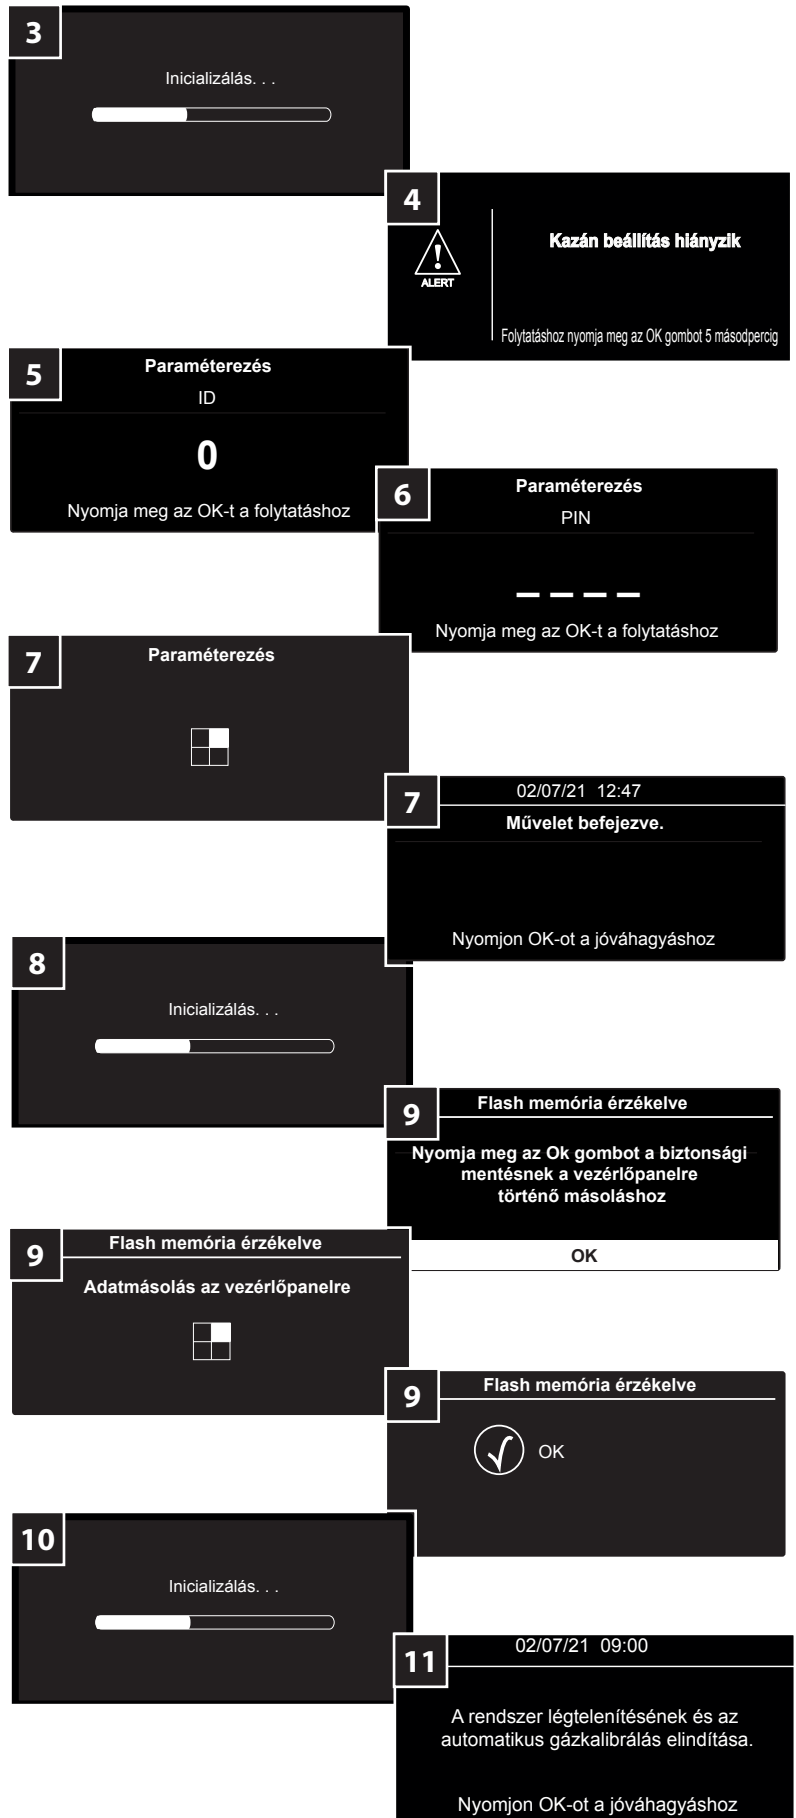 3
Inicializálás. . .
4
ALERT
Kazán beállítás hiányzik
Folytatáshoz nyomja meg az OK gombot 5 másodpercig
5
Paraméterezés
ID
0
Nyomja meg az OK-t a folytatáshoz
6
Paraméterezés
PIN
_ _ _ _
Nyomja meg az OK-t a folytatáshoz
7
Paraméterezés
7
02/07/21 12:47
Művelet befejezve.
Nyomjon OK-ot a jóváhagyáshoz
8
Inicializálás. . .
9
Flash memória érzékelve
Nyomja meg az Ok gombot a biztonsági
mentésnek a vezérlőpanelre
történő másoláshoz
OK
9
Flash memória érzékelve
Adatmásolás az vezérlőpanelre
9
Flash memória érzékelve
OK
10
Inicializálás. . .
11
02/07/21 09:00
A rendszer légtelenítésének és az
automatikus gázkalibrálás elindítása.
Nyomjon OK-ot a jóváhagyáshoz